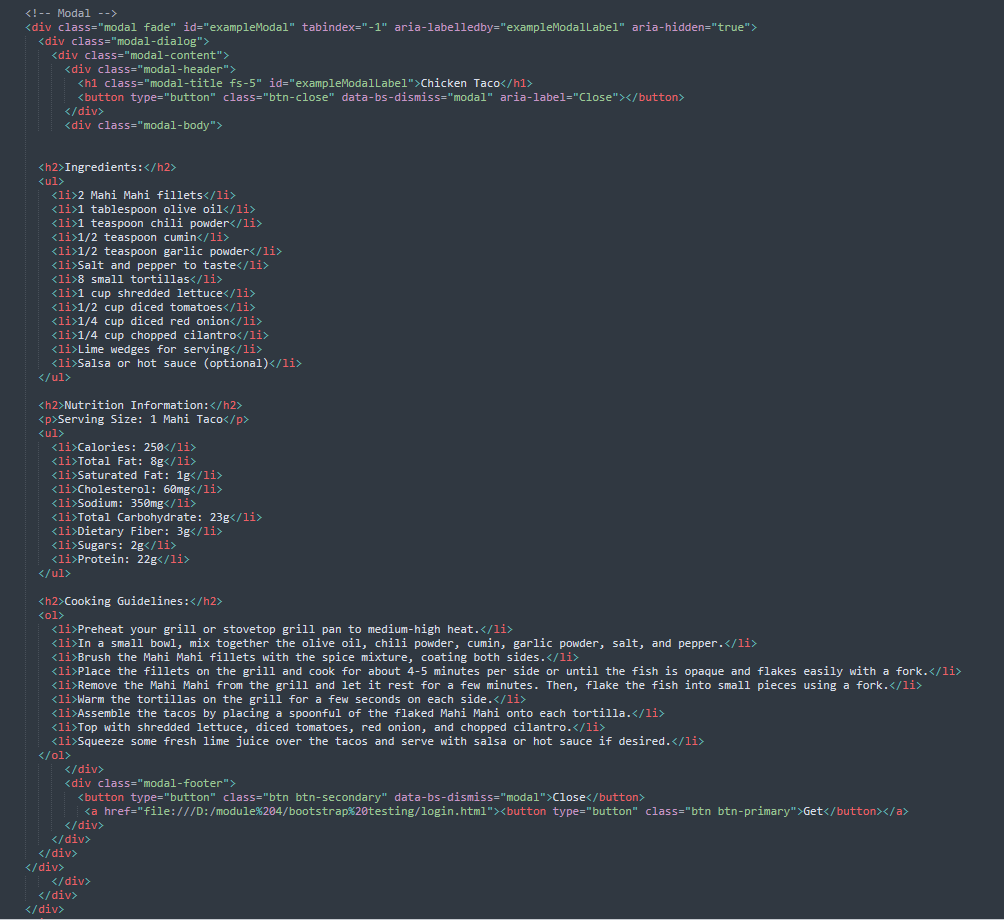 <!-- Modal -->
<div class="modal fade" id="exampleModal" tabindex="-1" aria-labelledby="exampleModalLabel" aria-hidden="true">
<div class="modal-dialog">
<div class="modal-content">
<div class="modal-header">
<h1 class="modal-title fs-5" id="exampleModalLabel">Chicken Taco</h1>
<button type="button" class="btn-close" data-bs-dismiss="modal" aria-label="Close"></button>
</div>
<div class="modal-body">
<h2>Ingredients:</h2>
<ul>
<li>2 Mahi Mahi fillets</li>
<li>1 tablespoon olive oil</li>
<li>1 teaspoon chili powder</li>
<li>1/2 teaspoon cumin</li>
<li>1/2 teaspoon garlic powder</li>
<li>Salt and pepper to taste</li>
<li>8 small tortillas</li>
<li>1 cup shredded lettuce</li>
<li>1/2 cup diced tomatoes</li>
<li>1/4 cup diced red onion</li>
<li>1/4 cup chopped cilantro</li>
<li>Lime wedges for serving</li>
<li>Salsa or hot sauce (optional)</li>
</ul>
<h2>Nutrition Information:</h2>
<p>Serving Size: 1 Mahi Taco</p>
<ul>
<li>Calories: 250</li>
<li>Total Fat: 8g</li>
<li>Saturated Fat: 1g</li>
<li>Cholesterol: 60mg</li>
<li>Sodium: 350mg</li>
<li>Total Carbohydrate: 23g</li>
<li>Dietary Fiber: 3g</li>
<li>Sugars: 2g</li>
<li>Protein: 22g</li>
</ul>
<h2>Cooking Guidelines:</h2>
<ol>
<li>Preheat your grill or stovetop grill pan to medium-high heat.</li>
<li>In a small bowl, mix together the olive oil, chili powder, cumin, garlic powder, salt, and pepper.</li>
<li>Brush the Mahi Mahi fillets with the spice mixture, coating both sides.</li>
<li>Place the fillets on the grill and cook for about 4-5 minutes per side or until the fish is opaque and flakes easily with a fork.</li>
<li>Remove the Mahi Mahi from the grill and let it rest for a few minutes. Then, flake the fish into small pieces using a fork.</li>
<li>Warm the tortillas on the grill for a few seconds on each side.</li>
<li>Assemble the tacos by placing a spoonful of the flaked Mahi Mahi onto each tortilla.</li>
<li>Top with shredded lettuce, diced tomatoes, red onion, and chopped cilantro.</li>
<li>Squeeze some fresh lime juice over the tacos and serve with salsa or hot sauce if desired.</li>
</ol>
</div>
<div class="modal-footer">
<button type="button" class="btn btn-secondary" data-bs-dismiss="modal">Close</button>
<a href="file:///D:/module%204/bootstrap%20testing/login.html"><button type="button" class="btn btn-primary">Get</button></a>
</div>
</div>
</div>
</div>
</div>
</div>
</div>